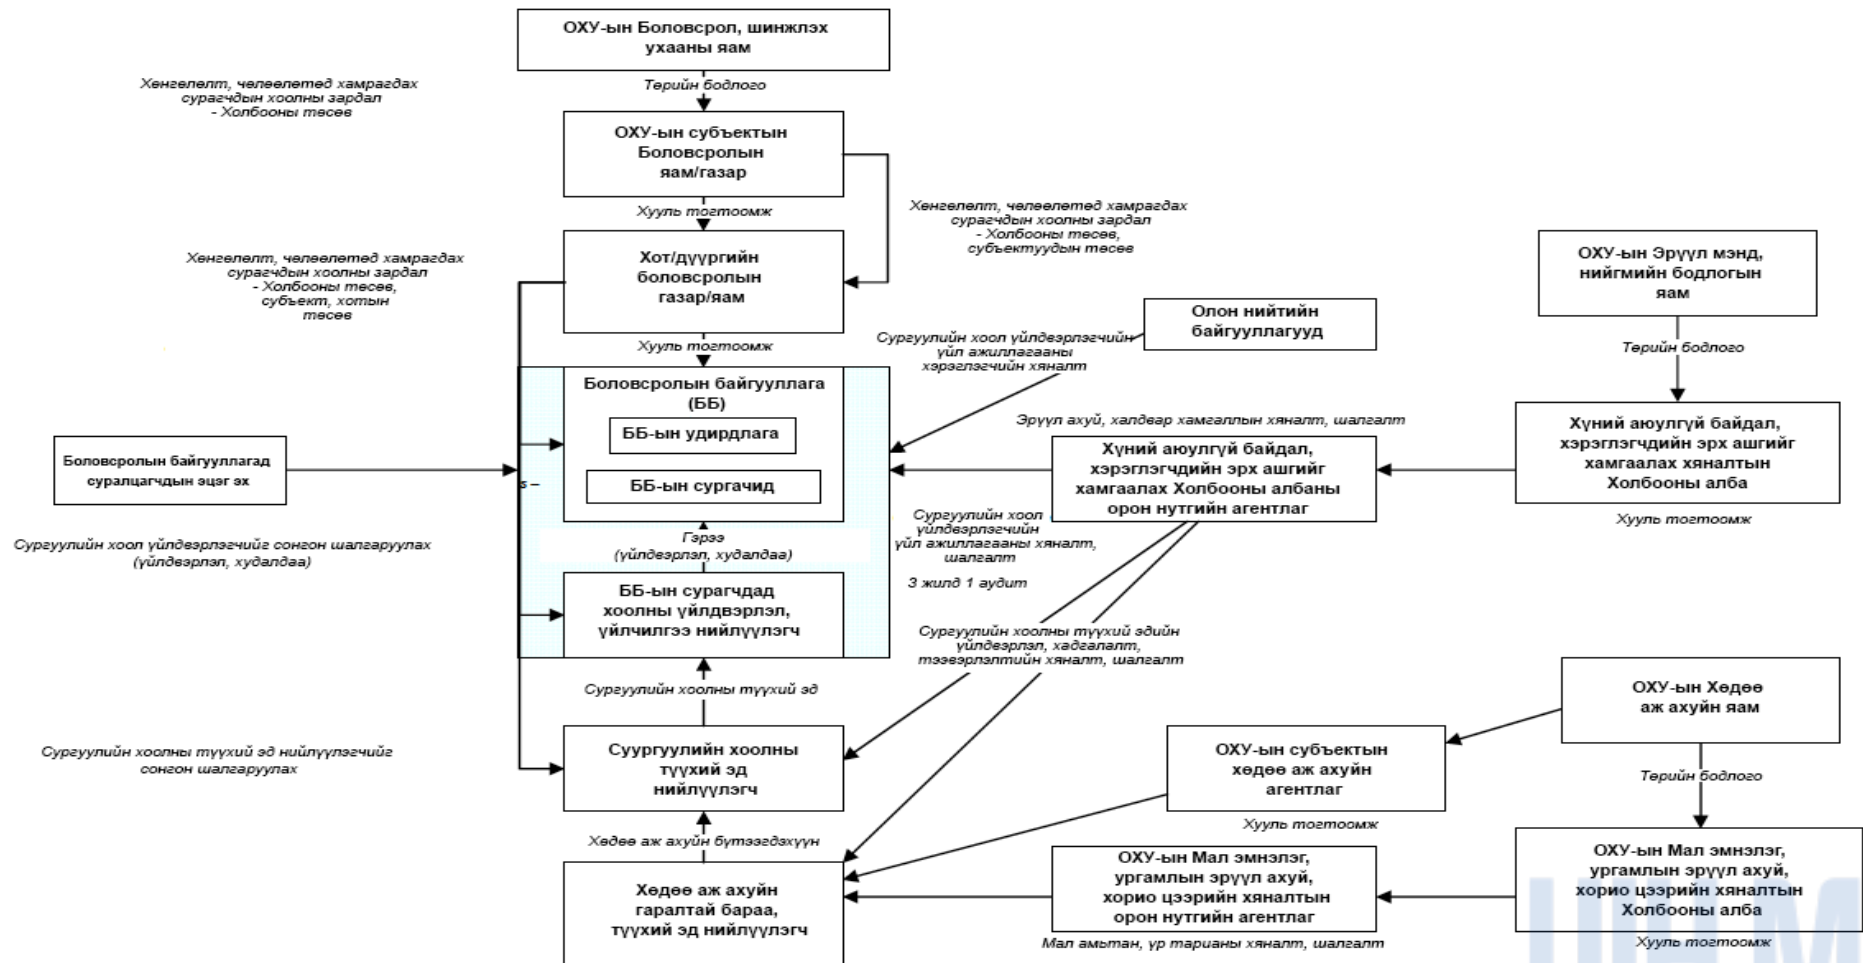 ОХУ-ын Боловсрол, шинжлэх
ухааны яам
Төрийн бодлого
Хөнгөлөлт, чөлөөлөтөд хамрагдах
сурагчдын хоолны зардал
- Холбооны төсөв
ОХУ-ын субъектын
Боловсролын
яам/газар
Хууль тогтоомж
Хөнгөлөлт, чөлөөлөтөд хамрагдах
сурагчдын хоолны зардал
- Холбооны төсөв,
субъектуудын төсөв
Хөнгөлөлт, чөлөөлөтөд хамрагдах
сурагчдын хоолны зардал
- Холбооны төсөв,
субъект, хотын
төсөв
Хот/дүүргийн
боловсролын
газар/яам
Хууль тогтоомж
ОХУ-ын Эрүүл мэнд,
нийгмийн бодлогын
яам
Төрийн бодлого
Олон нийтийн
байгууллагууд
Сургуулийн хоол үйлдвэрлэгчийн
үйл ажиллагааны
хэрэглэгчийн хяналт
Боловсролын байгууллага
(ББ)
ББ-ын удирдлага
ББ-ын сургачид
s –
Боловсролын байгууллагад
суралцагчдын эцэг эх
Эрүүл ахуй, халдвар хамгаллын хяналт, шалгалт
Хүний аюулгүй байдал,
хэрэглэгчдийн эрх ашгийг
хамгаалах Холбооны албаны
орон нутгийн агентлаг
Хүний аюулгүй байдал,
хэрэглэгчдийн эрх ашгийг
хамгаалах хяналтын
Холбооны алба
Хууль тогтоомж
Сургуулийн хоол үйлдвэрлэгчийг сонгон шалгаруулах
(үйлдвэрлэл, худалдаа)
Гэрээ
(үйлдвэрлэл, худалдаа)
Сургуулийн хоол
үйлдвэрлэгчийн
үйл ажиллагааны хяналт,
шалгалт
3 жилд 1 аудит
ББ-ын сурагчдад
хоолны үйлдвэрлэл,
үйлчилгээ нийлүүлэгч
Сургуулийн хоолны түүхий эдийн
үйлдвэрлэл, хадгалалт,
тээвэрлэлтийн хяналт, шалгалт
Сургуулийн хоолны түүхий эд
ОХУ-ын Хөдөө
аж ахуйн яам
Төрийн бодлого
Сургуулийн хоолны түүхий эд нийлүүлэгчийг
сонгон шалгаруулах
Суургуулийн хоолны
түүхий эд
нийлүүлэгч
ОХУ-ын субъектын
хөдөө аж ахуйн
агентлаг
Хууль тогтоомж
Хөдөө аж ахуйн бүтээгдэхүүн
Хөдөө аж ахуйн
гаралтай бараа,
түүхий эд нийлүүлэгч
ОХУ-ын Мал эмнэлэг,
ургамлын эрүүл ахуй,
хорио цээрийн хяналтын
орон нутгийн агентлаг
Мал амьтан, үр тарианы хяналт, шалгалт
ОХУ-ын Мал эмнэлэг,
ургамлын эрүүл ахуй,
хорио цээрийн хяналтын
Холбооны алба
Хууль тогтоомж